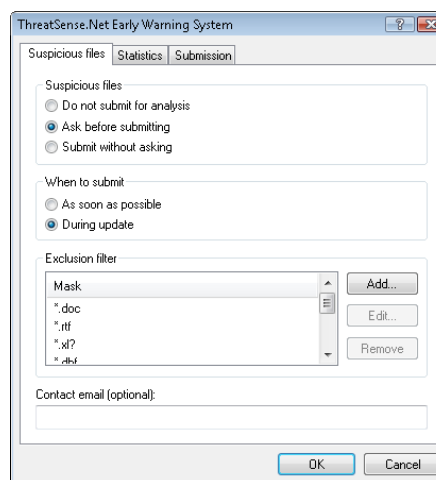 ThreatSense.Net Early Warning System
Suspicious files Statistics Submission
Suspicious files
Do not submit for analysis
Ask before submitting
Submit without asking
When to submit
As soon as possible
During update
Exclusion filter
Mask
*.doc
*.rtf
*.xl?
*.dbf
Add...
Edit...
Remove
Contact email (optional):
OK Cancel